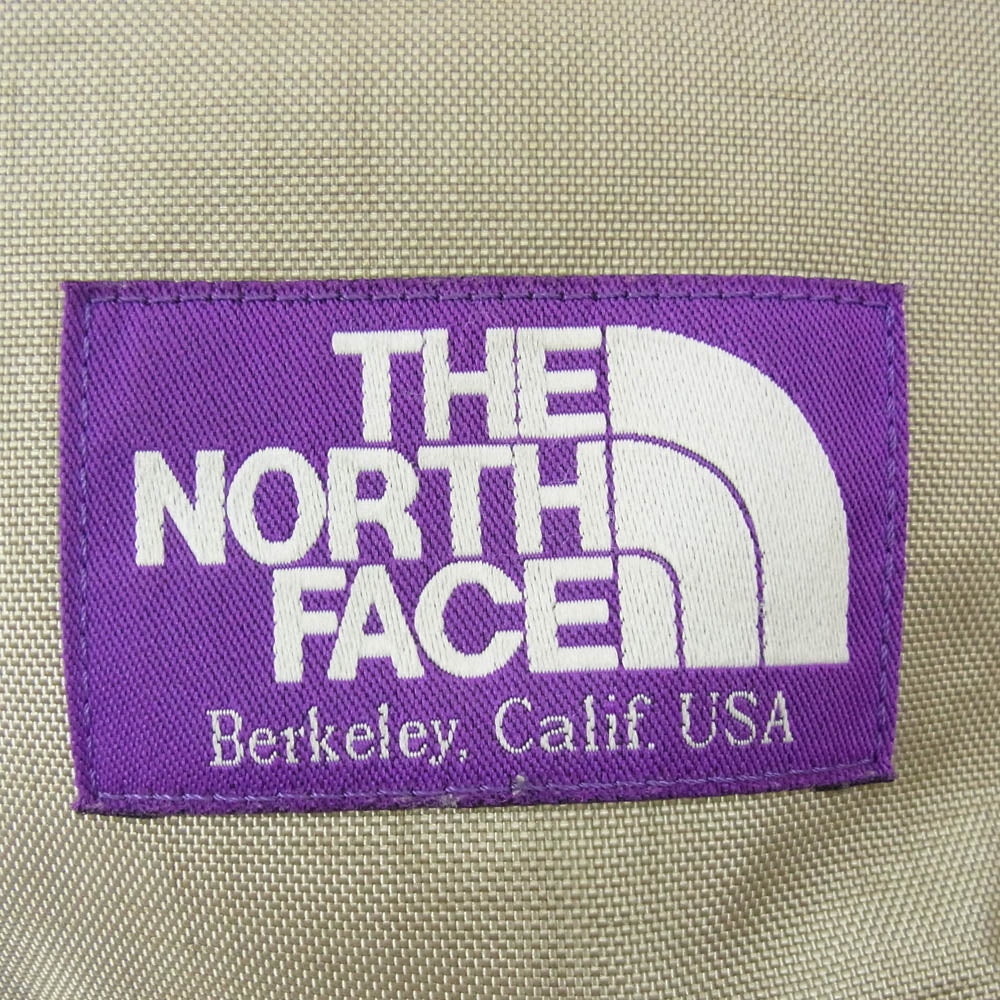 THE
NORTH
FACE
Berkeley, Calif. USA